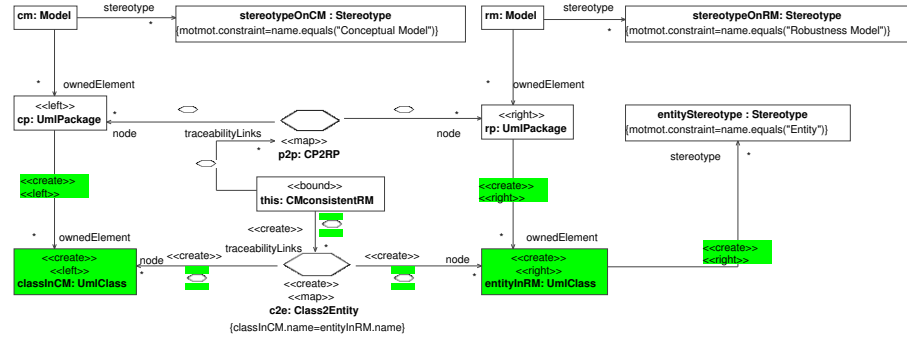 cm: Model
stereotype
*
stereotypeOnCM : Stereotype
{motmot.constraint=name.equals("Conceptual Model")}
rm: Model
stereotype
*
stereotypeOnRM: Stereotype
{motmot.constraint=name.equals("Robustness Model")}
*
ownedElement
*
ownedElement
<<left>>
cp: UmlPackage
*
node
traceabilityLinks
*
<<map>>
p2p: CP2RP
*
node
<<right>>
rp: UmlPackage
entityStereotype : Stereotype
{motmot.constraint=name.equals("Entity")}
stereotype
*
<<create>>
<<left>>
<<bound>>
this: CMconsistentRM
<<create>>
<<right>>
<<create>>
*
ownedElement
traceabilityLinks
*
*
ownedElement
<<create>>
<<right>>
<<create>>
<<left>>
classInCM: UmlClass
node
*
<<create>>
<<create>>
node
*
<<create>>
<<right>>
entityInRM: UmlClass
<<create>>
<<map>>
c2e: Class2Entity
{classInCM.name=entityInRM.name}